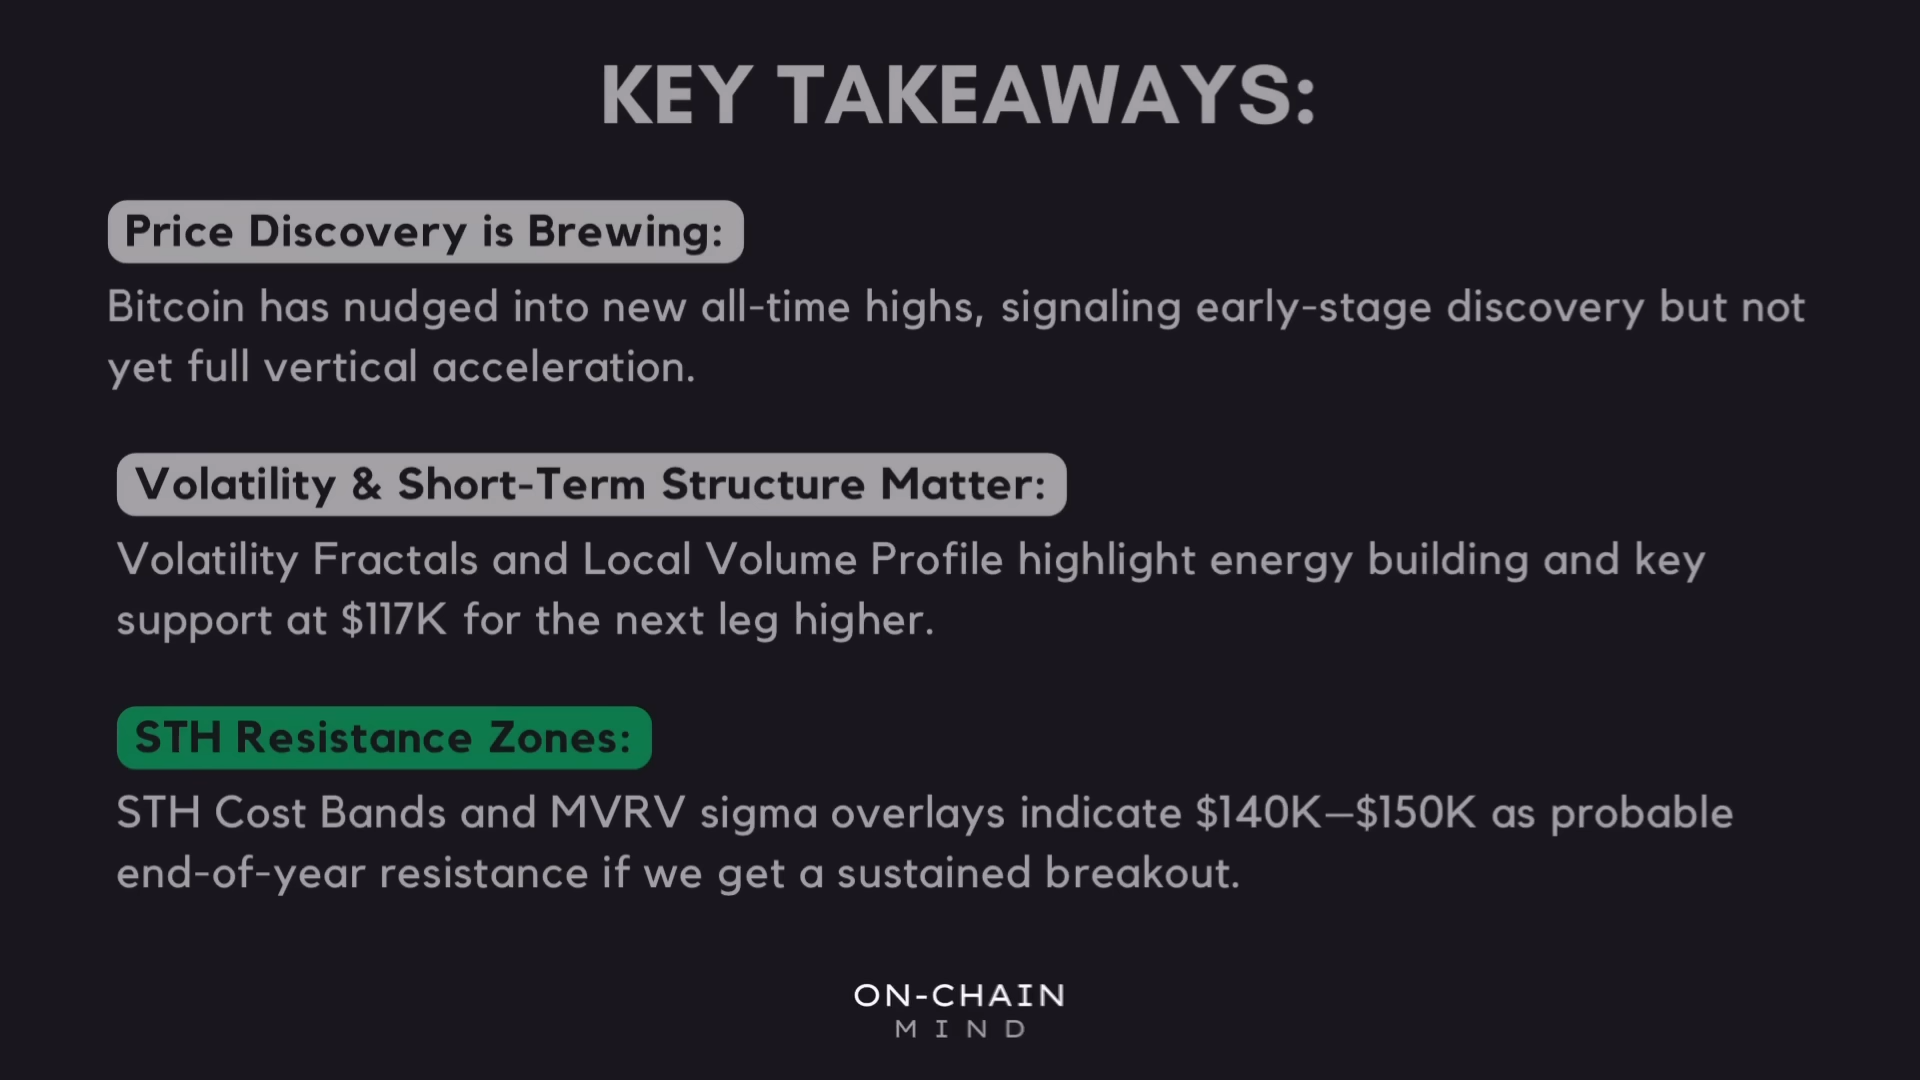 KEY TAKEAWAYS:
Price Discovery is Brewing:
Bitcoin has nudged into new all-time highs, signaling early-stage discovery but not
yet full vertical acceleration.
Volatility & Short-Term Structure Matter:
Volatility Fractals and Local Volume Profile highlight energy building and key
support at $117K for the next leg higher.
STH Resistance Zones:
STH Cost Bands and MVRV sigma overlays indicate $140K–$150K as probable
end-of-year resistance if we get a sustained breakout.
ON-CHAIN
MIND